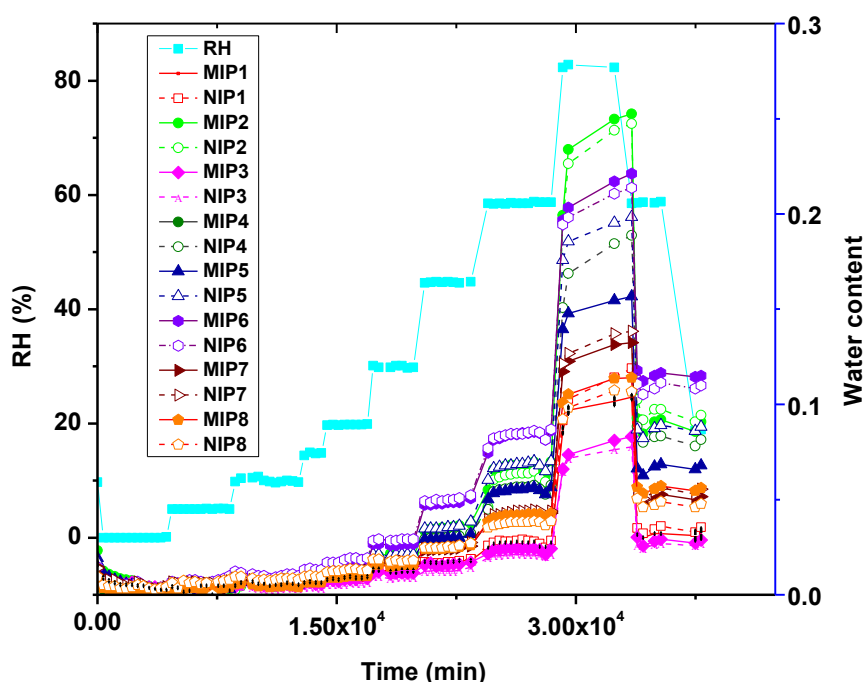 RH
MIP1
NIP1
MIP2
NIP2
MIP3
NIP3
MIP4
NIP4
MIP5
NIP5
MIP6
NIP6
MIP7
NIP7
MIP8
NIP8
80
60
40
20
0
RH (%)
0.3
0.2
0.1
0.0
Water content
0.00
1.50x10⁴
3.00x10⁴
Time (min)